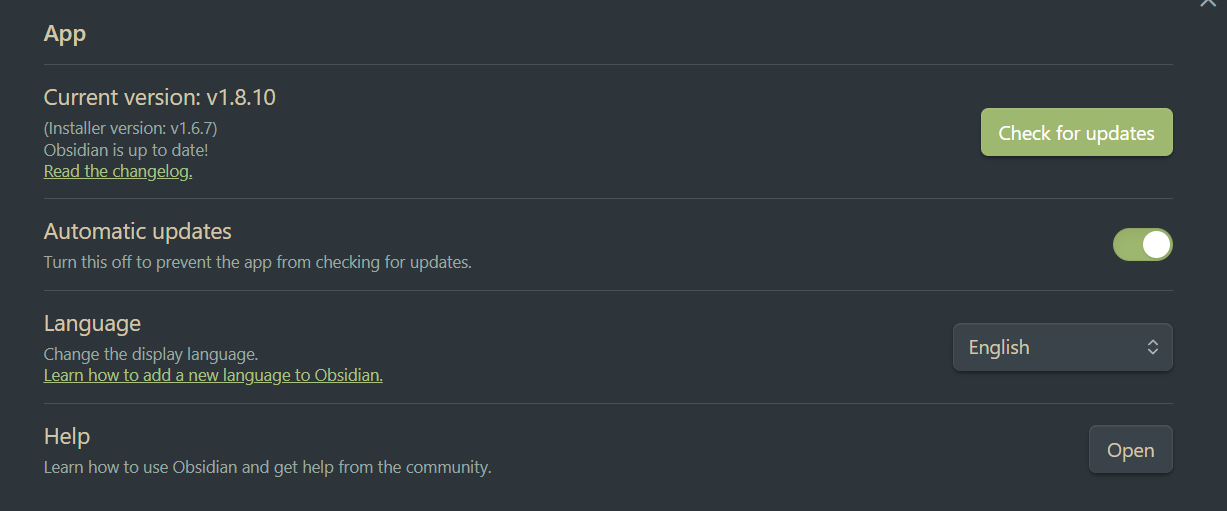 App
Current version: v1.8.10
(Installer version: v1.6.7)
Obsidian is up to date!
Read the changelog.
Check for updates
Automatic updates
Turn this off to prevent the app from checking for updates.
Language
Change the display language.
Learn how to add a new language to Obsidian.
English
Help
Learn how to use Obsidian and get help from the community.
Open